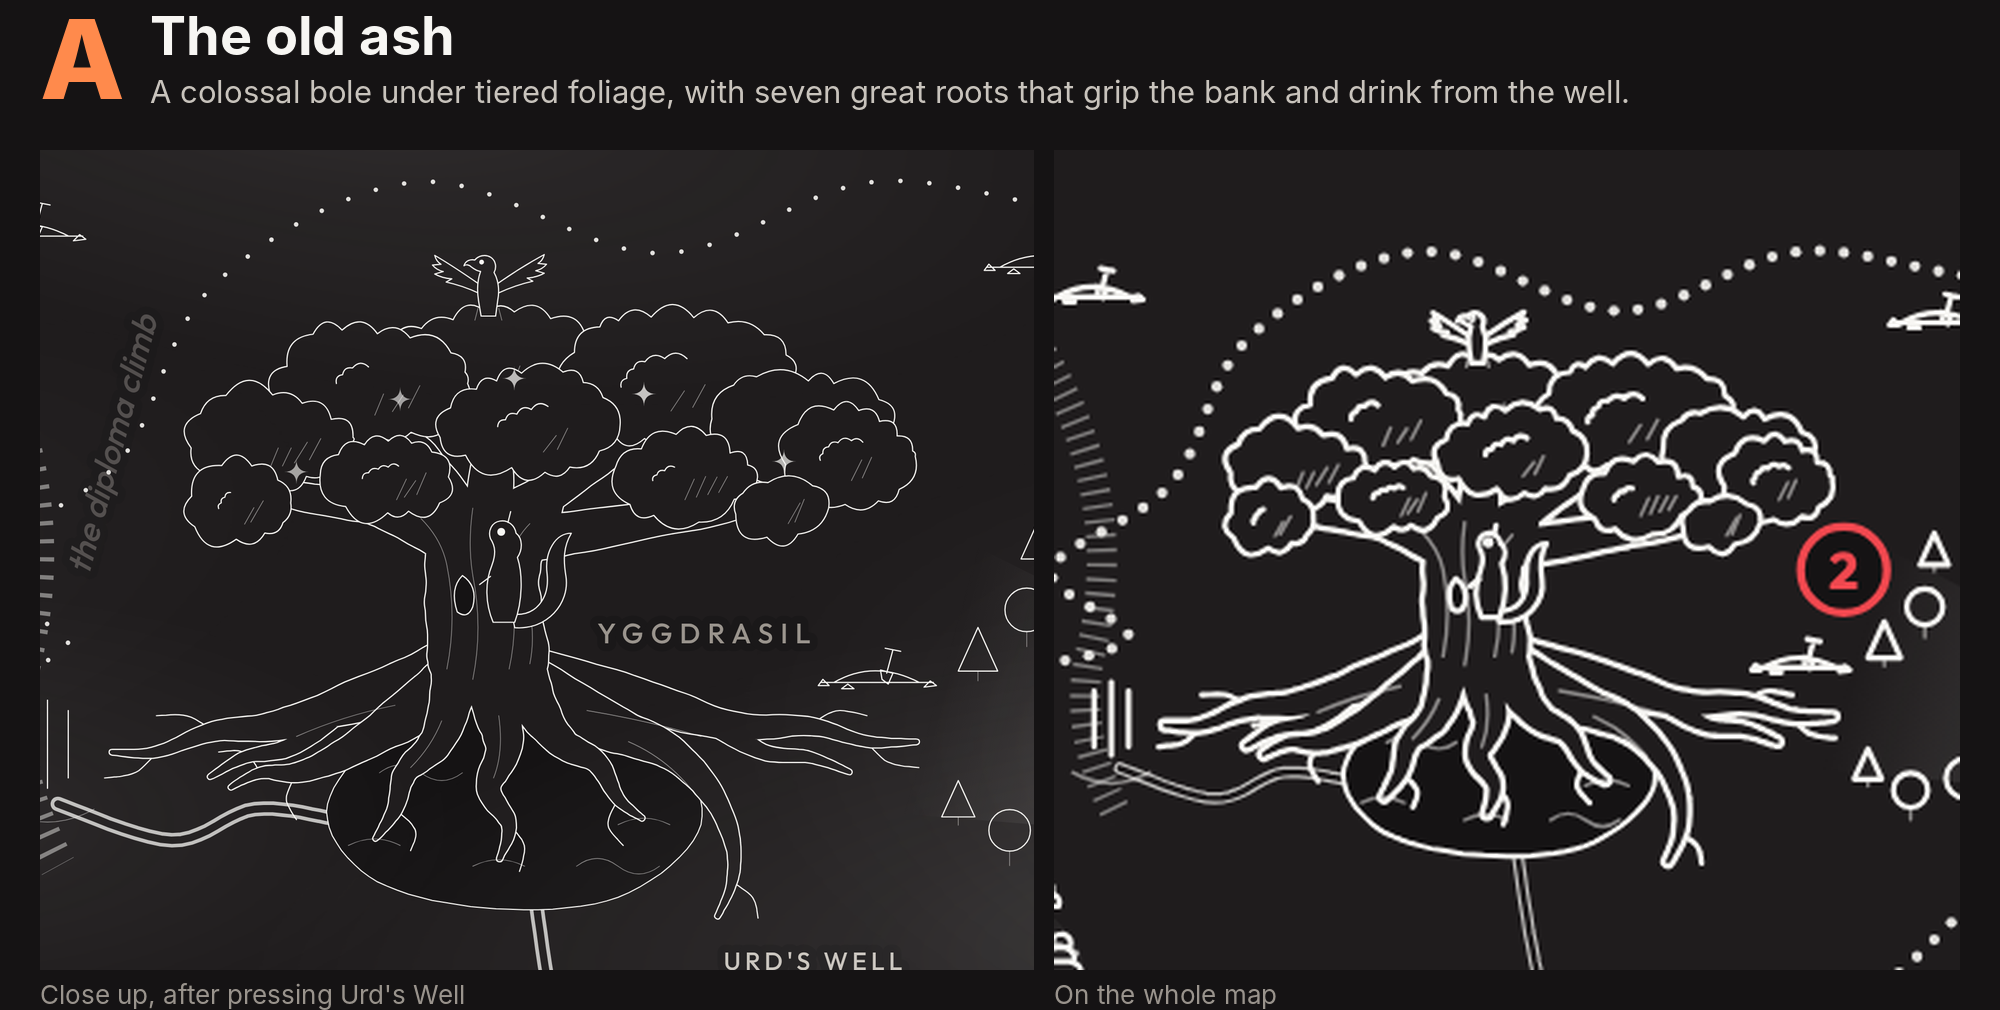 A
The old ash
A colossal bole under tiered foliage, with seven great roots that grip the bank and drink from the well.
the diploma climb
YGGDRASIL
URD'S WELL
2
Close up, after pressing Urd's Well
On the whole map